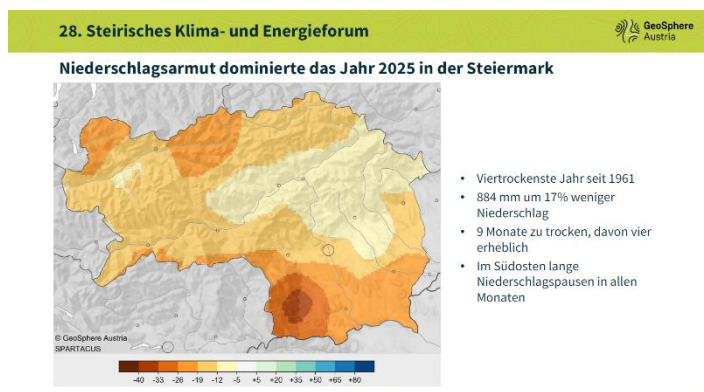 28. Steirisches Klima- und Energieforum
GeoSphere
Austria
Niederschlagsarmut dominierte das Jahr 2025 in der Steiermark
• Viertrockenste Jahr seit 1961
• 884 mm um 17% weniger
Niederschlag
• 9 Monate zu trocken, davon vier
erheblich
• Im Südosten lange
Niederschlagspausen in allen
Monaten
© GeoSphere Austria
SPARTACUS
-40 -33 -26 -19 -12 -5 +5 +20 +35 +50 +65 +80